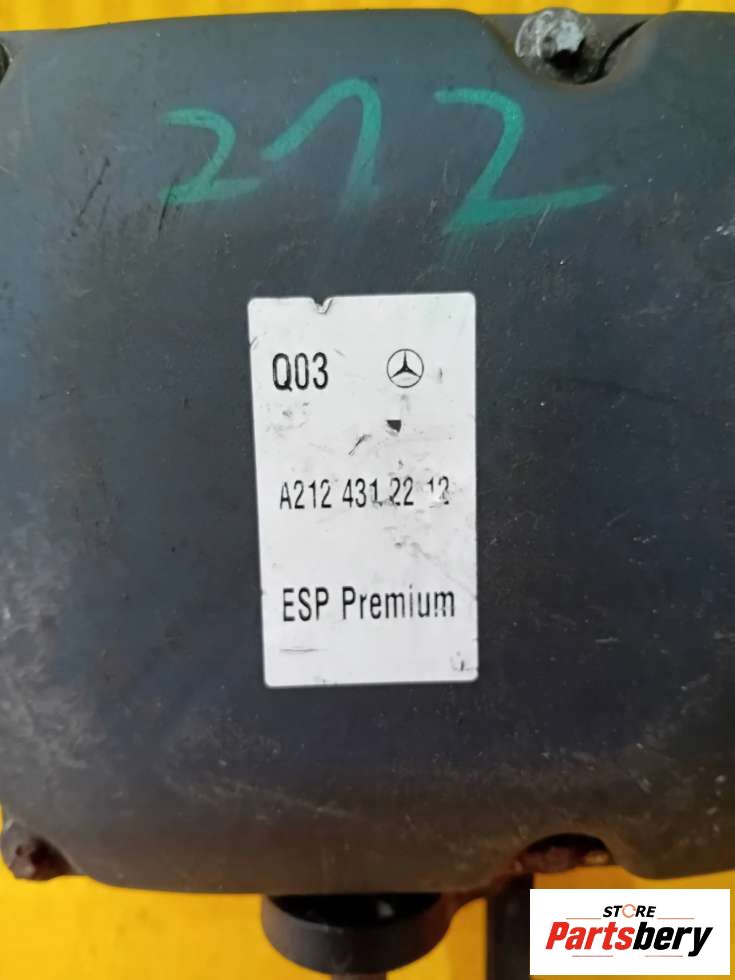 212
Q03
A212 431 22 12
ESP Premium
STORE
Partsbery